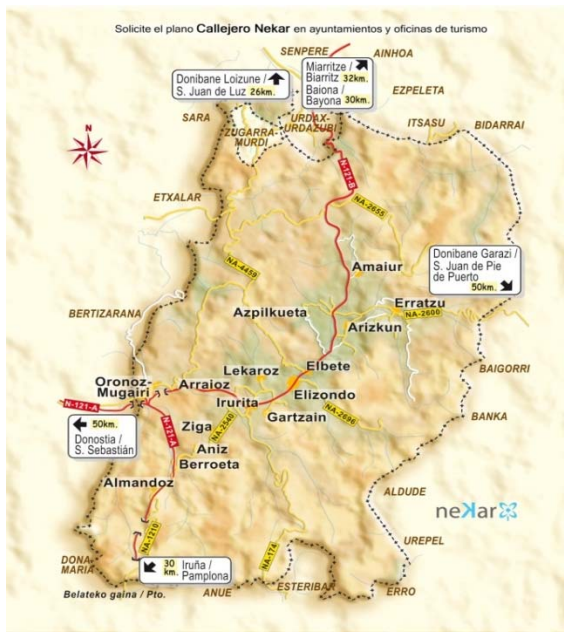 Solicite el plano Callejero Nekar en ayuntamientos y oficinas de turismo
SENPERE
AINHOA
Donibane Loizune /
S. Juan de Luz 26km.
Miarritze /
Biarritz 32km.
Baiona /
Bayona 30km.
EZPELETA
SARA
URDAX-
URDAZUBI
ZUGARRA-
MURDI
ITSASU
BIDARRAI
N
N-121-B
ETXALAR
NA-2655
NA-4459
Amaiur
Donibane Garazi /
S. Juan de Pie
de Puerto
50km.
Erratzu
NA-2600
Azpilkueta
Arizkun
BERTIZARANA
BAIGORRI
Elbete
Lekaroz
Oronoz-
Mugairi
Arraioz
Elizondo
Irurita
Gartzain
N-121-A
BANKA
50km.
Donostia /
S. Sebastián
N-121-A
Ziga
NA-2540
NA-2596
Aniz
Berroeta
Almandoz
ALDUDE
neKar
NA-1210
UREPEL
NA-174
DONA-
MARIA
30
km.
Iruña /
Pamplona
ESTERIBAR
ERRO
Belateko gaina / Pto.
ANUE